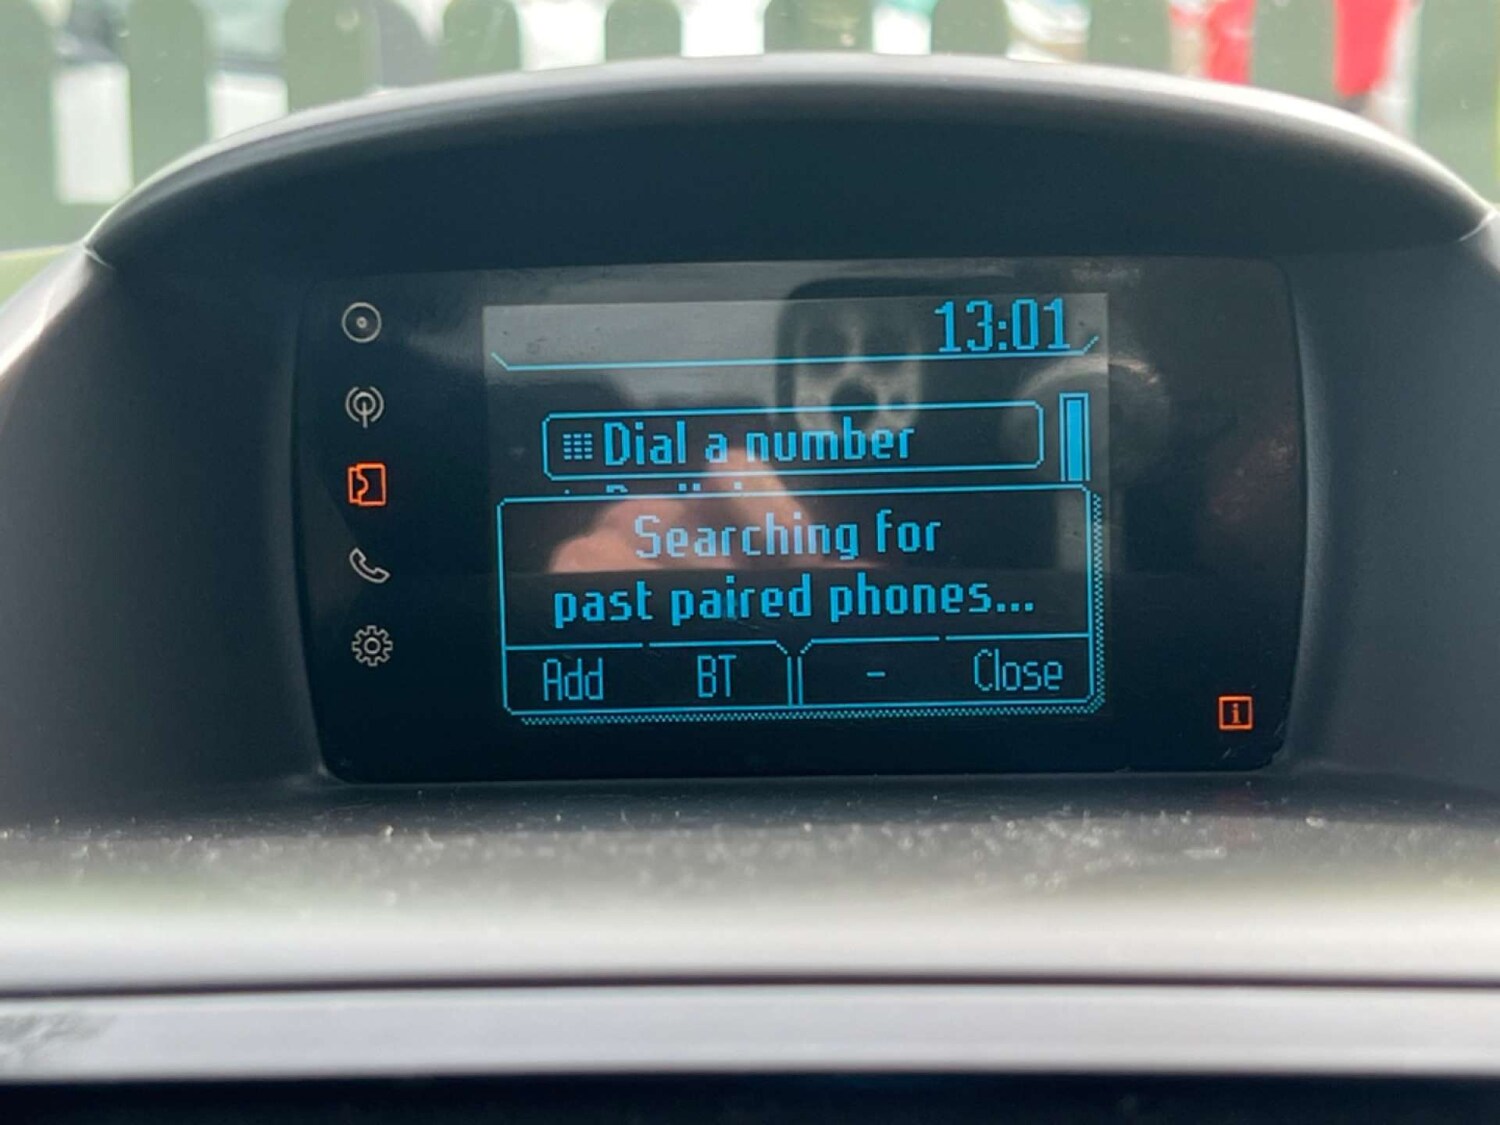 13:01
Dial a number
Searching for
past paired phones...
Add BT - Close
i